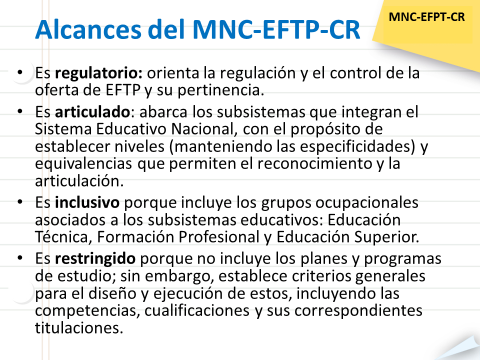 Alcances del MNC-EFTP-CR
MNC-EFPT-CR
• Es regulatorio: orienta la regulación y el control de la
oferta de EFTP y su pertinencia.
• Es articulado: abarca los subsistemas que integran el
Sistema Educativo Nacional, con el propósito de
establecer niveles (manteniendo las especificidades) y
equivalencias que permiten el reconocimiento y la
articulación.
• Es inclusivo porque incluye los grupos ocupacionales
asociados a los subsistemas educativos: Educación
Técnica, Formación Profesional y Educación Superior.
• Es restringido porque no incluye los planes y programas
de estudio; sin embargo, establece criterios generales
para el diseño y ejecución de estos, incluyendo las
competencias, cualificaciones y sus correspondientes
titulaciones.